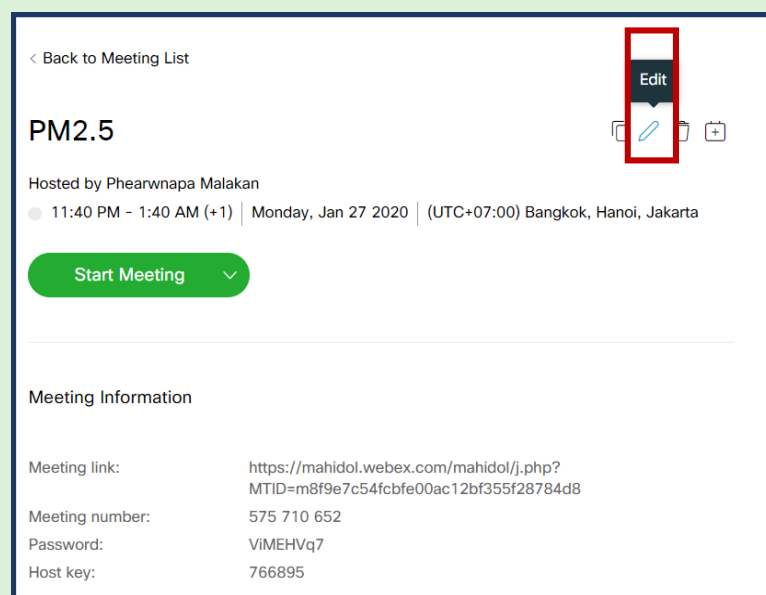 < Back to Meeting List
Edit
PM2.5
Hosted by Phearwnapa Malakan
11:40 PM - 1:40 AM (+1) | Monday, Jan 27 2020 | (UTC+07:00) Bangkok, Hanoi, Jakarta
Start Meeting
Meeting Information
Meeting link: https://mahidol.webex.com/mahidol/j.php?
MTID=m8f9e7c54fcbfe00ac12bf355f28784d8
Meeting number: 575 710 652
Password: ViMEHVq7
Host key: 766895